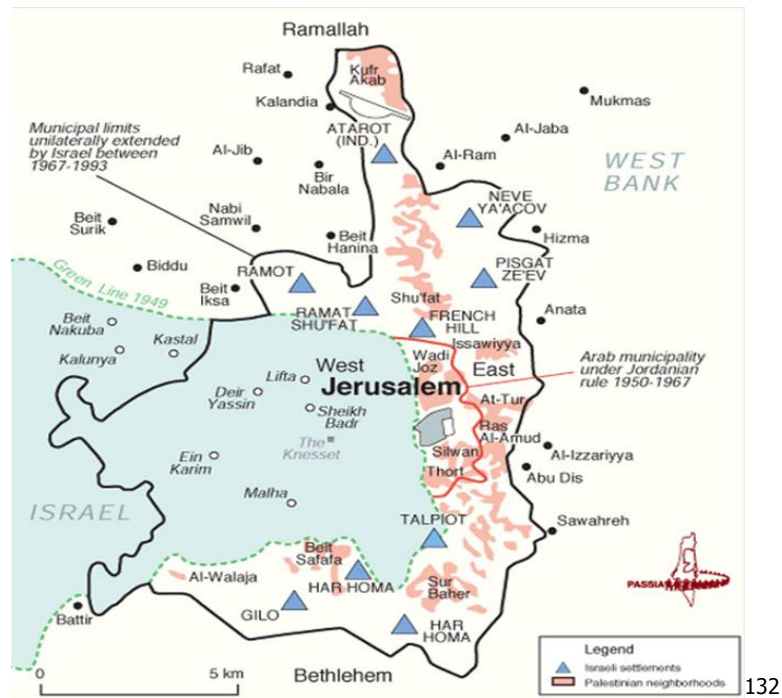 Ramallah
Rafat
Kufr
Akab
Kalandia
Mukmas
Municipal limits
unilaterally extended
by Israel between
1967-1993
ATAROT
(IND.)
Al-Jaba
Al-Jib
Al-Ram
WEST
BANK
Bir
Nabala
NEVE
YA'ACOV
Nabi
Samwil
Beit
Surik
Beit
Hanina
Hizma
Biddu
RAMOT
PISGAT
ZE'EV
Green Line 1949
Beit
Iksa
Shu'fat
RAMAT
SHU'FAT
FRENCH
HILL
Anata
Beit
Nakuba
Kastal
Kalunya
Issawiyya
West
Wadi
Joz
East
Arab municipality
under Jordanian
rule 1950-1967
Lifta
Jerusalem
Deir
Yassin
Sheikh
Badr
At-Tur
Ras
Al-Amud
The
Knesset
Silwan
Al-Izzariyya
Ein
Karim
Thort
Abu Dis
Malha
ISRAEL
TALPIOT
Sawahreh
Beit
Safafa
Al-Walaja
HAR HOMA
Sur
Baher
PASSIA
GILO
HAR
HOMA
Battir
Legend
Israeli settlements
Palestinian neighborhoods
0 5 km
Bethlehem
132